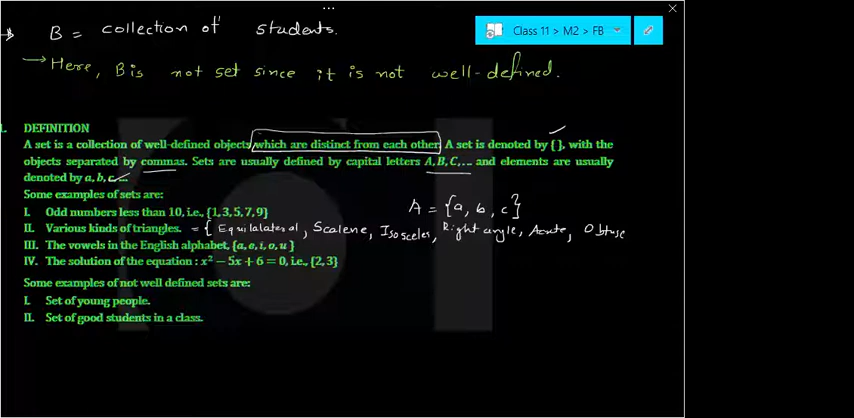 B = collection of students.
Class 11 > M2 > FB
→ Here, B is not set since it is not well-defined.
DEFINITION
A set is a collection of well-defined objects which are distinct from each other. A set is denoted by { }, with the
objects separated by commas. Sets are usually defined by capital letters A, B, C,... and elements are usually
denoted by a, b, c...
Some examples of sets are:
A = {a, b, c}
I. Odd numbers less than 10, i.e., {1, 3, 5, 7, 9}
II. Various kinds of triangles. = { Equilateral, Scalene, Isosceles, Right angle, Acute, Obtuse
III. The vowels in the English alphabet, {a, e, i, o, u }
IV. The solution of the equation : x² − 5x + 6 = 0, i.e., {2, 3}
Some examples of not well defined sets are:
I. Set of young people.
II. Set of good students in a class.